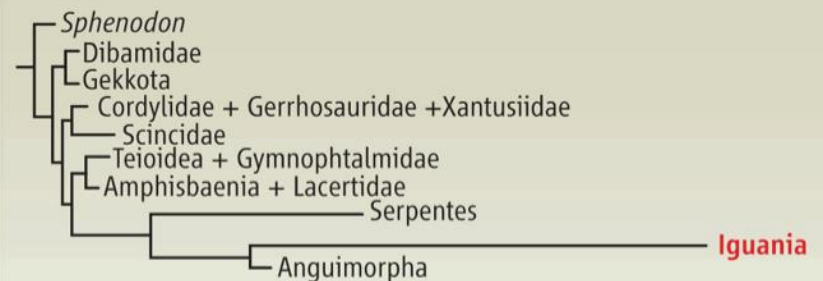 Sphenodon
Dibamidae
Gekkota
Cordylidae + Gerrhosauridae +Xantusiidae
Scincidae
Teioidea + Gymnophtalmidae
Amphisbaenia + Lacertidae
Serpentes
Iguania
Anguimorpha